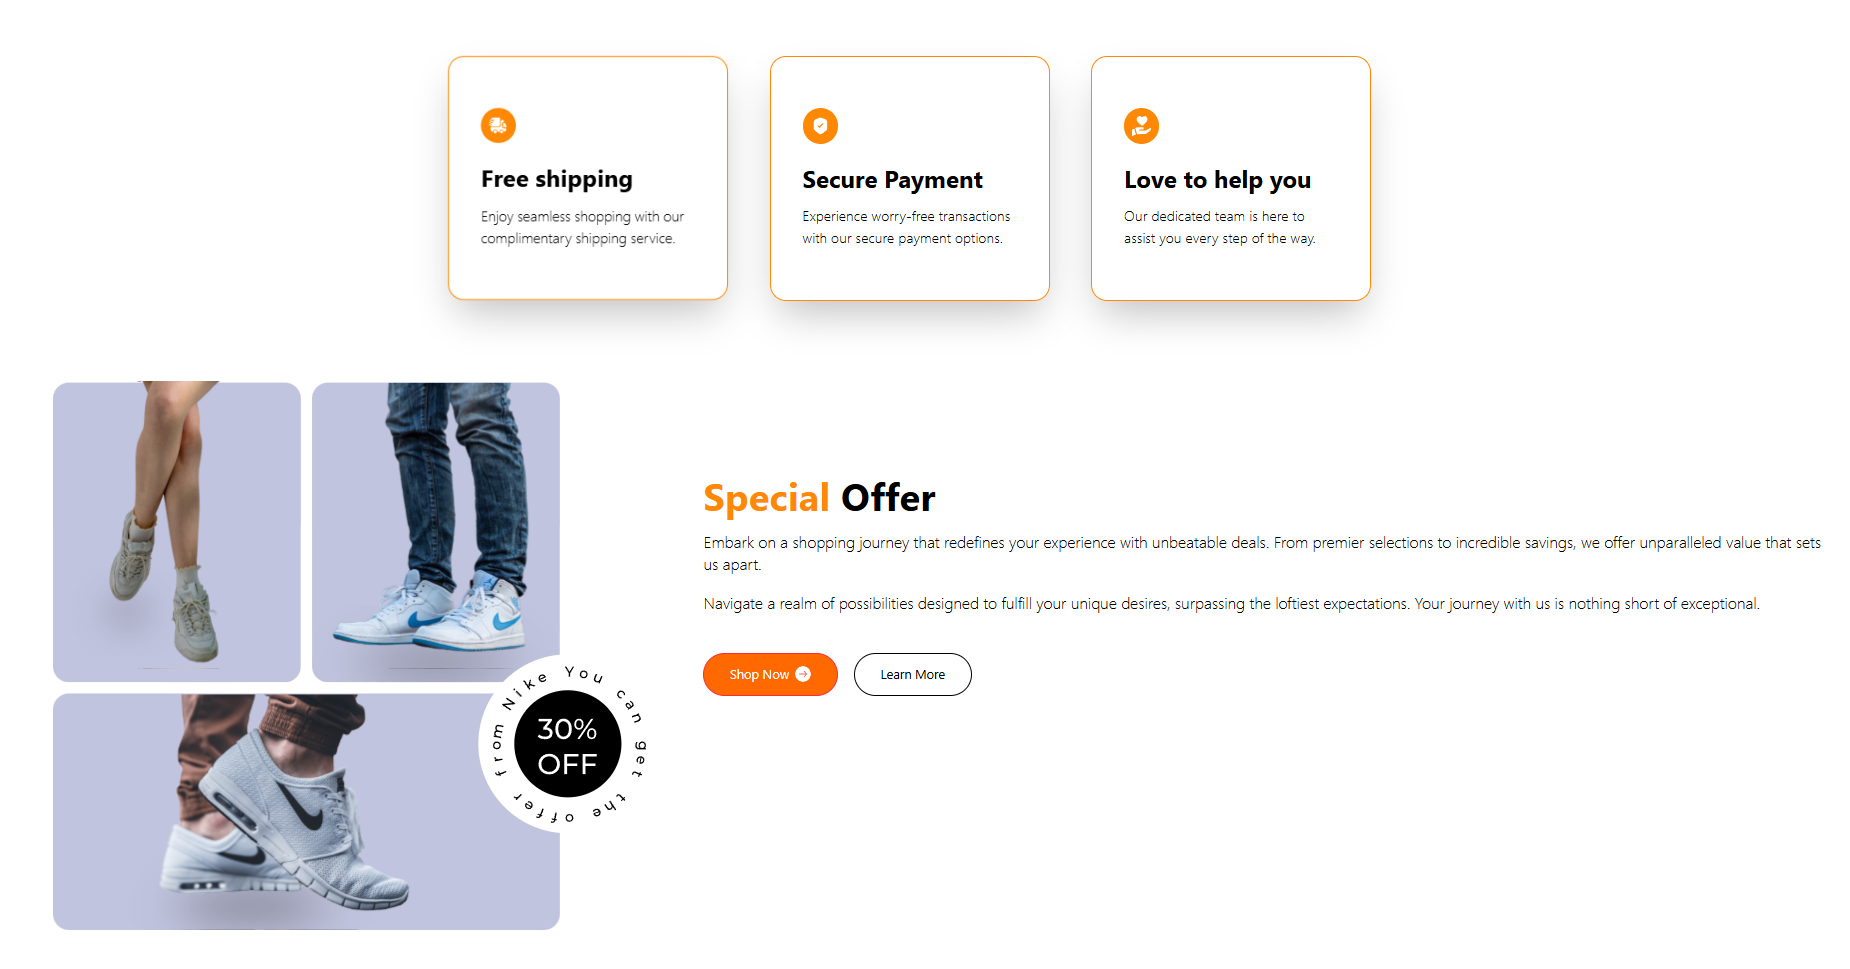 Free shipping
Enjoy seamless shopping with our
complimentary shipping service.
Secure Payment
Experience worry-free transactions
with our secure payment options.
Love to help you
Our dedicated team is here to
assist you every step of the way.
Special Offer
Embark on a shopping journey that redefines your experience with unbeatable deals. From premier selections to incredible savings, we offer unparalleled value that sets
us apart.
Navigate a realm of possibilities designed to fulfill your unique desires, surpassing the loftiest expectations. Your journey with us is nothing short of exceptional.
Shop Now
Learn More
You can get the offer from Nike
30%
OFF